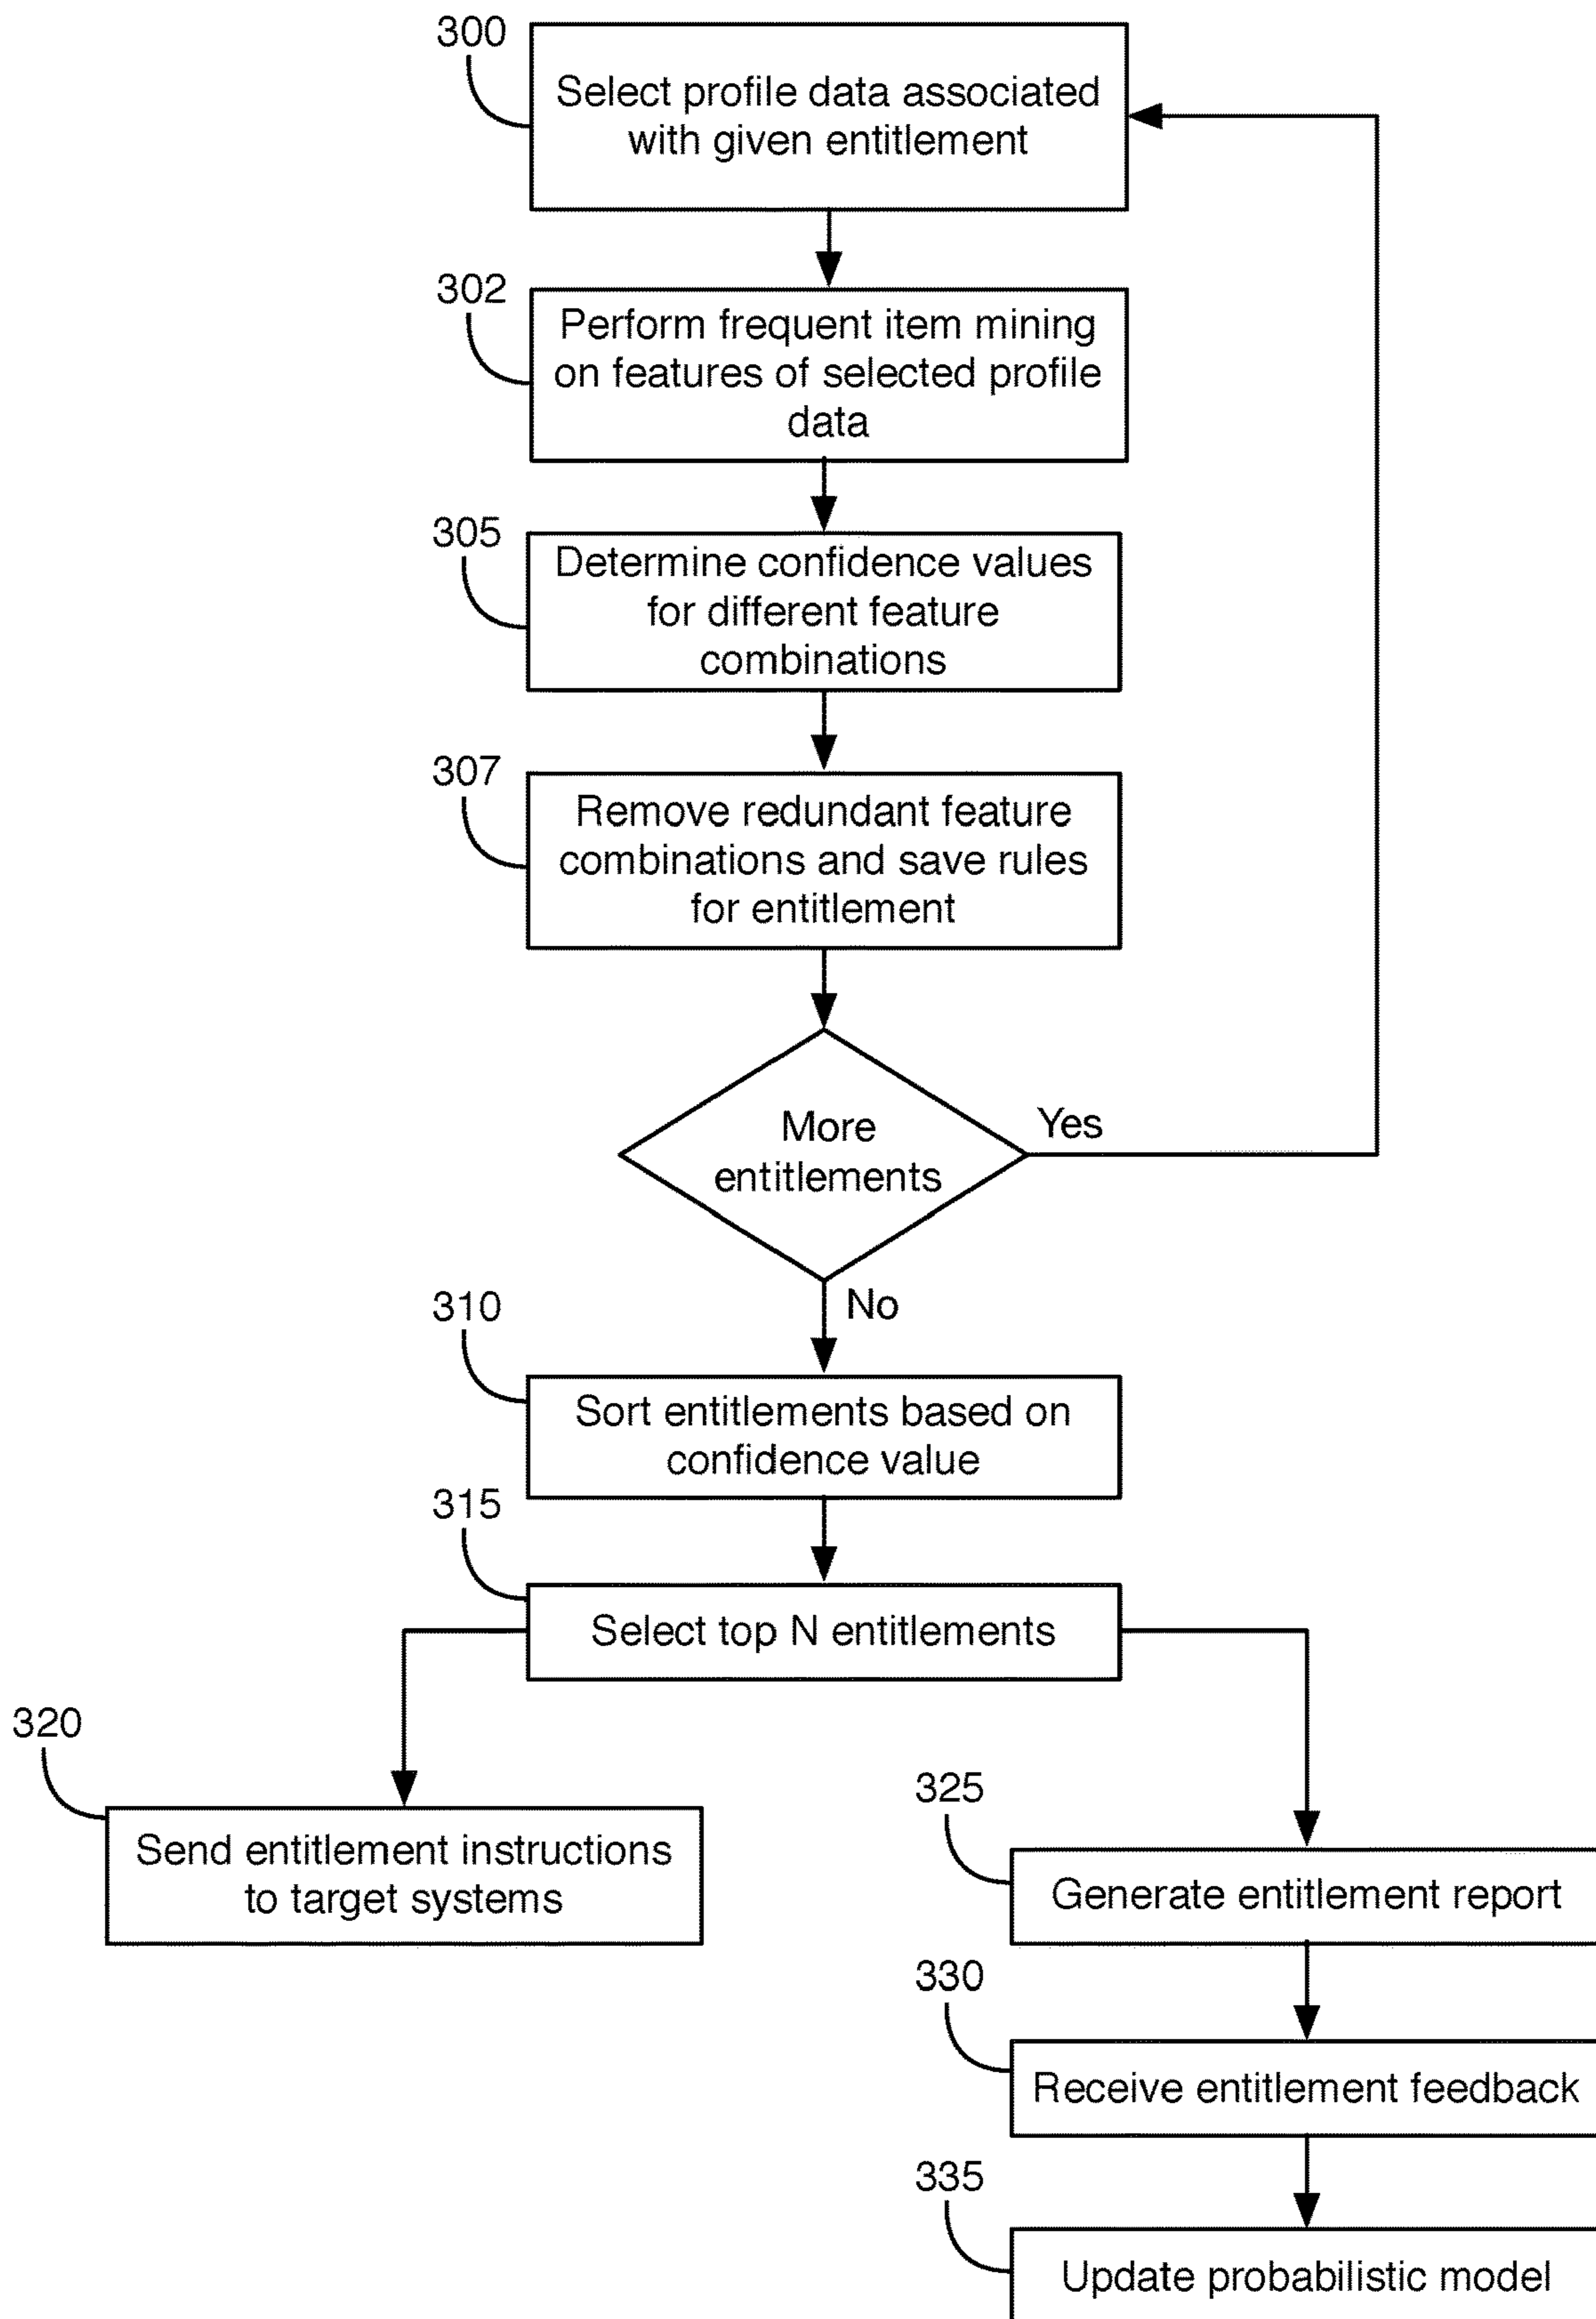 300
Select profile data associated
with given entitlement
302
Perform frequent item mining
on features of selected profile
data
305
Determine confidence values
for different feature
combinations
307
Remove redundant feature
combinations and save rules
for entitlement
More
entitlements
Yes
No
310
Sort entitlements based on
confidence value
315
Select top N entitlements
320
Send entitlement instructions
to target systems
325
Generate entitlement report
330
Receive entitlement feedback
335
Update probabilistic model